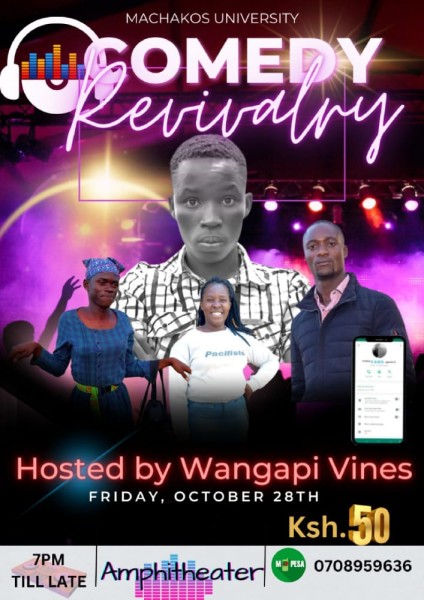 MACHAKOS UNIVERSITY
COMEDY
Revivalry
Pacifists
Hosted by Wangapi Vines
FRIDAY, OCTOBER 28TH
Ksh.50
7PM
TILL LATE
Amphitheater
M PESA
0708959636